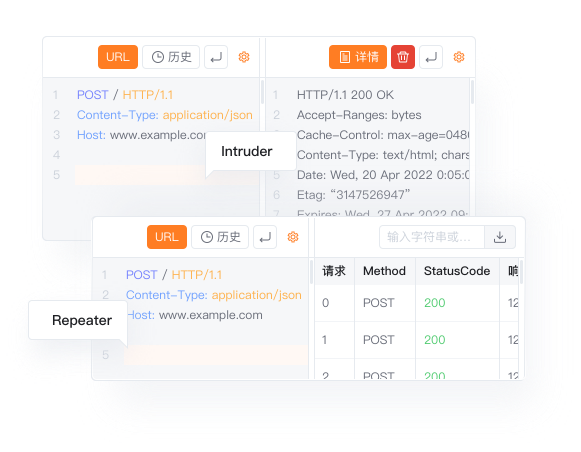 URL 历史 详情
1 POST / HTTP/1.1
2 Content-Type: application/json
3 Host: www.example.co
4
5
Intruder
1 HTTP/1.1 200 OK
2 Accept-Ranges: bytes
3 Cache-Control: max-age=0480
Content-Type: text/html; chars
5 Date: Wed, 20 Apr 2022 0:05:0
6 Etag: “3147526947”
7 Expires: Wed, 27 Apr 2022 09:
URL 历史
1 POST / HTTP/1.1
2 Content-Type: application/json
Host: www.example.com
5
Repeater
输入字符串或...
请求 Method StatusCode 响
0 POST 200 12
1 POST 200 12
2 POST 200 12